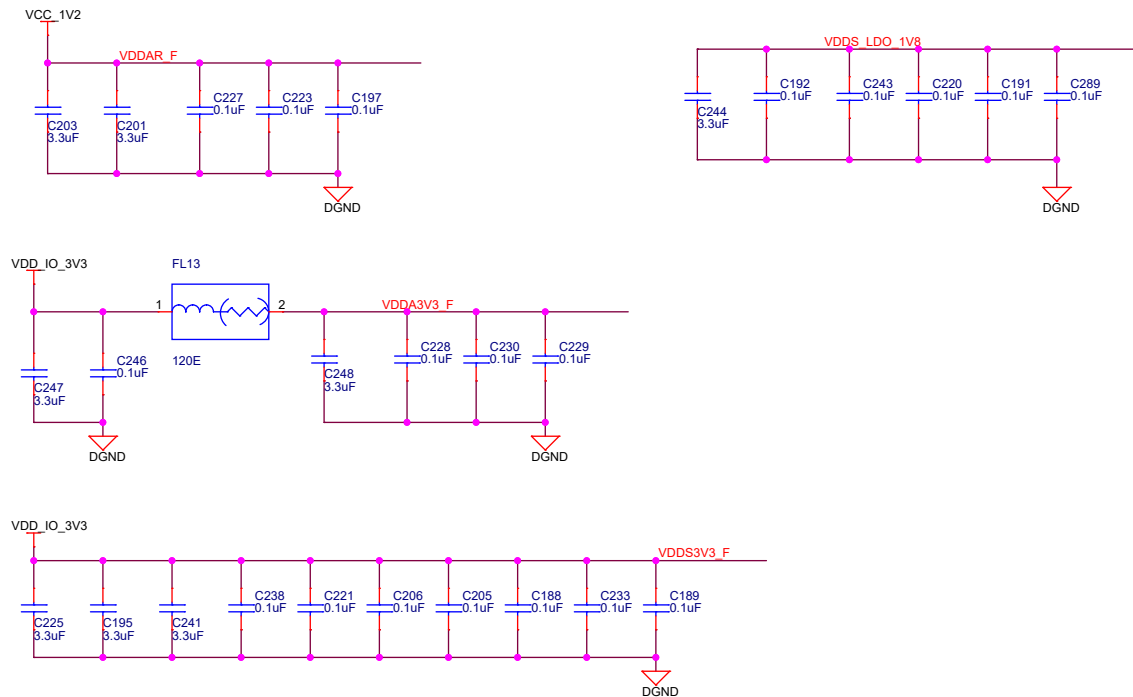 VCC_1V2
VDDAR_F
C203
3.3uF
C201
3.3uF
C227
0.1uF
C223
0.1uF
C197
0.1uF
DGND
VDDS_LDO_1V8
C244
3.3uF
C192
0.1uF
C243
0.1uF
C220
0.1uF
C191
0.1uF
C289
0.1uF
DGND
VDD_IO_3V3
FL13
1
2
120E
VDDA3V3_F
C247
3.3uF
C246
0.1uF
DGND
C248
3.3uF
C228
0.1uF
C230
0.1uF
C229
0.1uF
DGND
VDD_IO_3V3
VDDS3V3_F
C225
3.3uF
C195
3.3uF
C241
3.3uF
C238
0.1uF
C221
0.1uF
C206
0.1uF
C205
0.1uF
C188
0.1uF
C233
0.1uF
C189
0.1uF
DGND